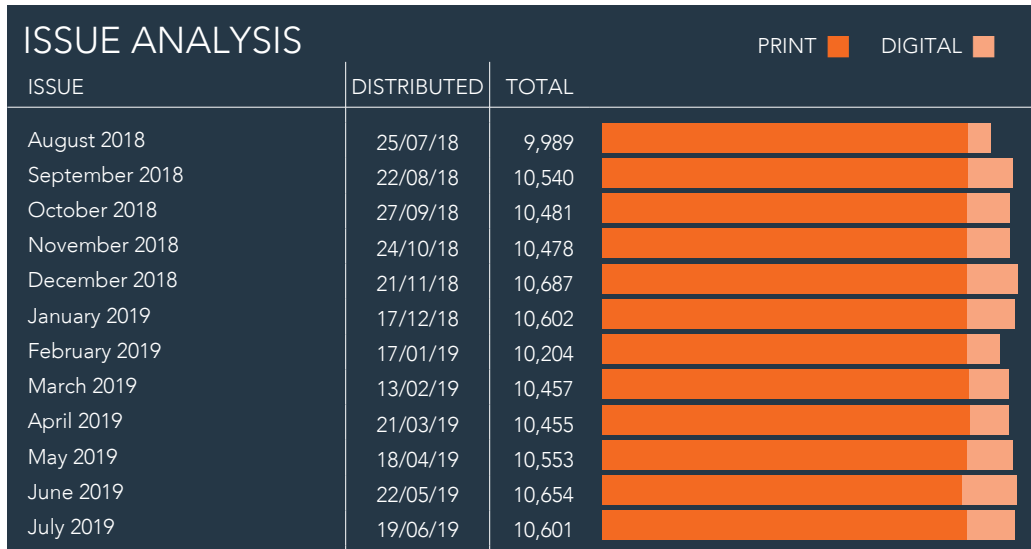 ISSUE ANALYSIS
PRINT DIGITAL
ISSUE DISTRIBUTED TOTAL
August 2018 25/07/18 9,989
September 2018 22/08/18 10,540
October 2018 27/09/18 10,481
November 2018 24/10/18 10,478
December 2018 21/11/18 10,687
January 2019 17/12/18 10,602
February 2019 17/01/19 10,204
March 2019 13/02/19 10,457
April 2019 21/03/19 10,455
May 2019 18/04/19 10,553
June 2019 22/05/19 10,654
July 2019 19/06/19 10,601